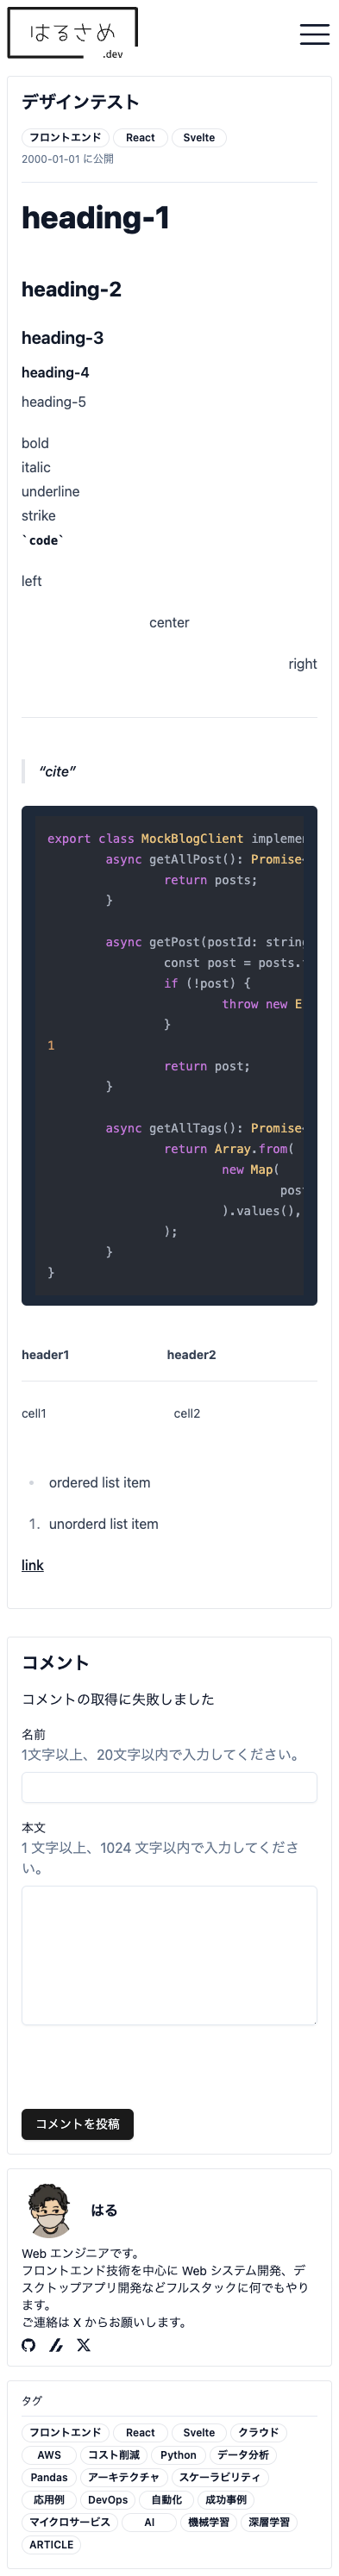 はるさめ
.dev
デザインテスト
フロントエンド React Svelte
2000-01-01 に公開
heading-1
heading-2
heading-3
heading-4
heading-5
bold
italic
underline
strike
`code`
left
center
right
“cite”
export class MockBlogClient implemen
async getAllPost(): Promise<
return posts;
}
async getPost(postId: string
const post = posts.
if (!post) {
throw new E
}
1
return post;
}
async getAllTags(): Promise<
return Array.from(
new Map(
post
).values(),
);
}
}
header1 header2
cell1 cell2
ordered list item
1. unorderd list item
link
コメント
コメントの取得に失敗しました
名前
1文字以上、20文字以内で入力してください。
本文
1 文字以上、1024 文字以内で入力してくださ
い。
コメントを投稿
はる
Web エンジニアです。
フロントエンド技術を中心に Web システム開発、デ
スクトップアプリ開発などフルスタックに何でもやり
ます。
ご連絡は X からお願いします。
タグ
フロントエンド React Svelte クラウド
AWS コスト削減 Python データ分析
Pandas アーキテクチャ スケーラビリティ
応用例 DevOps 自動化 成功事例
マイクロサービス AI 機械学習 深層学習
ARTICLE